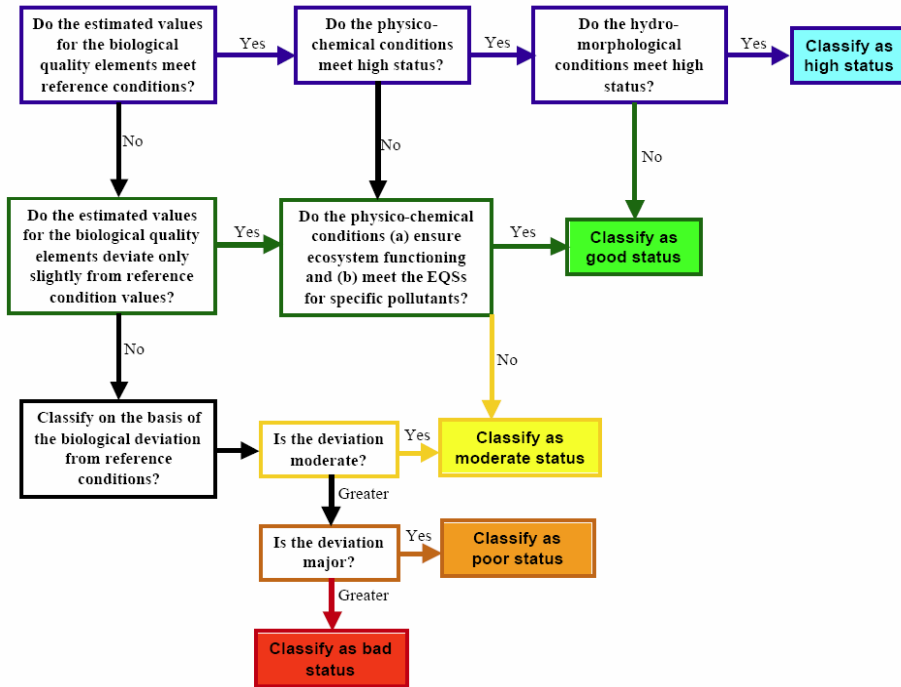 Do the estimated values
for the biological
quality elements meet
reference conditions?
Yes
Do the physico-
chemical conditions
meet high status?
Yes
Do the hydro-
morphological
conditions meet high
status?
Yes
Classify as
high status
No
No
No
Do the estimated values
for the biological quality
elements deviate only
slightly from reference
condition values?
Yes
Do the physico-chemical
conditions (a) ensure
ecosystem functioning
and (b) meet the EQSs
for specific pollutants?
Yes
Classify as
good status
No
No
Classify on the basis of
the biological deviation
from reference
conditions?
Is the deviation
moderate?
Yes
Classify as
moderate status
Greater
Is the deviation
major?
Yes
Classify as
poor status
Greater
Classify as bad
status